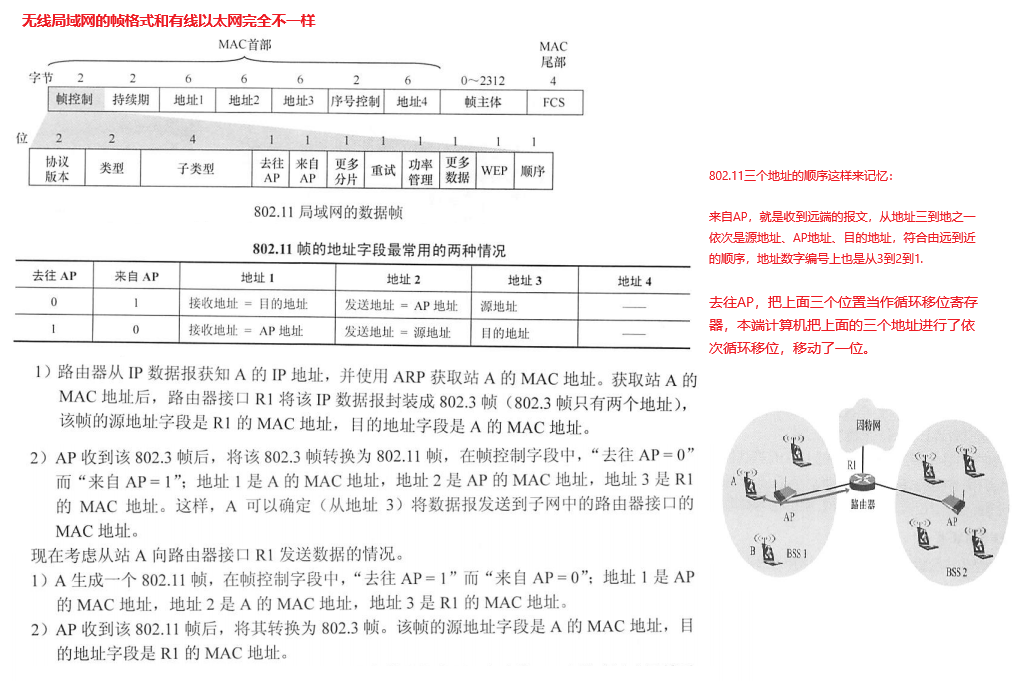 无线局域网的帧格式和有线以太网完全不一样
MAC首部
MAC
尾部
字节 2 2 6 6 6 2 6 0～2312 4
帧控制 持续期 地址1 地址2 地址3 序号控制 地址4 帧主体 FCS
位 2 2 4 1 1 1 1 1 1 1 1
协议版本 类型 子类型 去往AP 来自AP 更多分片 重试 功率管理 更多数据 WEP 顺序
802.11 局域网的数据帧
802.11 帧的地址字段最常用的两种情况
去往 AP 来自 AP 地址 1 地址 2 地址 3 地址 4
0 1 接收地址 = 目的地址 发送地址 = AP 地址 源地址 ——
1 0 接收地址 = AP 地址 发送地址 = 源地址 目的地址 ——
1）路由器从 IP 数据报获知 A 的 IP 地址，并使用 ARP 获取站 A 的 MAC 地址。获取站 A 的
MAC 地址后，路由器接口 R1 将该 IP 数据报封装成 802.3 帧（802.3 帧只有两个地址），
该帧的源地址字段是 R1 的 MAC 地址，目的地址字段是 A 的 MAC 地址。
2）AP 收到该 802.3 帧后，将该 802.3 帧转换为 802.11 帧，在帧控制字段中，“去往 AP = 0”
而“来自 AP = 1”；地址 1 是 A 的 MAC 地址，地址 2 是 AP 的 MAC 地址，地址 3 是 R1
的 MAC 地址。这样，A 可以确定（从地址 3）将数据报发送到子网中的路由器接口的
MAC 地址。
现在考虑从站 A 向路由器接口 R1 发送数据的情况。
1）A 生成一个 802.11 帧，在帧控制字段中，“去往 AP = 1”而“来自 AP = 0”；地址 1 是 AP
的 MAC 地址，地址 2 是 A 的 MAC 地址，地址 3 是 R1 的 MAC 地址。
2）AP 收到该 802.11 帧后，将其转换为 802.3 帧。该帧的源地址字段是 A 的 MAC 地址，目
的地址字段是 R1 的 MAC 地址。
802.11三个地址的顺序这样来记忆：
来自AP，就是收到远端的报文，从地址三到地之一
依次是源地址、AP地址、目的地址，符合由远到近
的顺序，地址数字编号上也是从3到2到1.
去往AP，把上面三个位置当作循环移位寄存
器，本端计算机把上面的三个地址进行了依
次循环移位，移动了一位。
因特网
R1
路由器
A
AP
B
BSS 1
AP
BSS 2